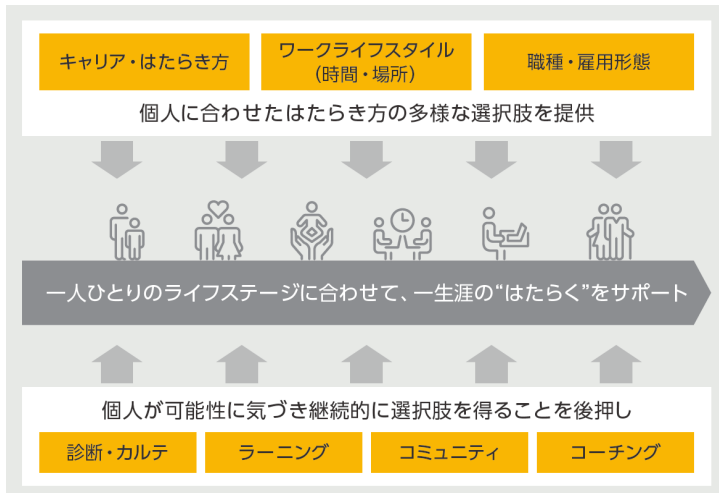 キャリア・はたらき方
ワークライフスタイル
（時間・場所）
職種・雇用形態
個人に合わせたはたらき方の多様な選択肢を提供
一人ひとりのライフステージに合わせて、一生涯の“はたらく”をサポート
個人が可能性に気づき継続的に選択肢を得ることを後押し
診断・カルテ
ラーニング
コミュニティ
コーチング